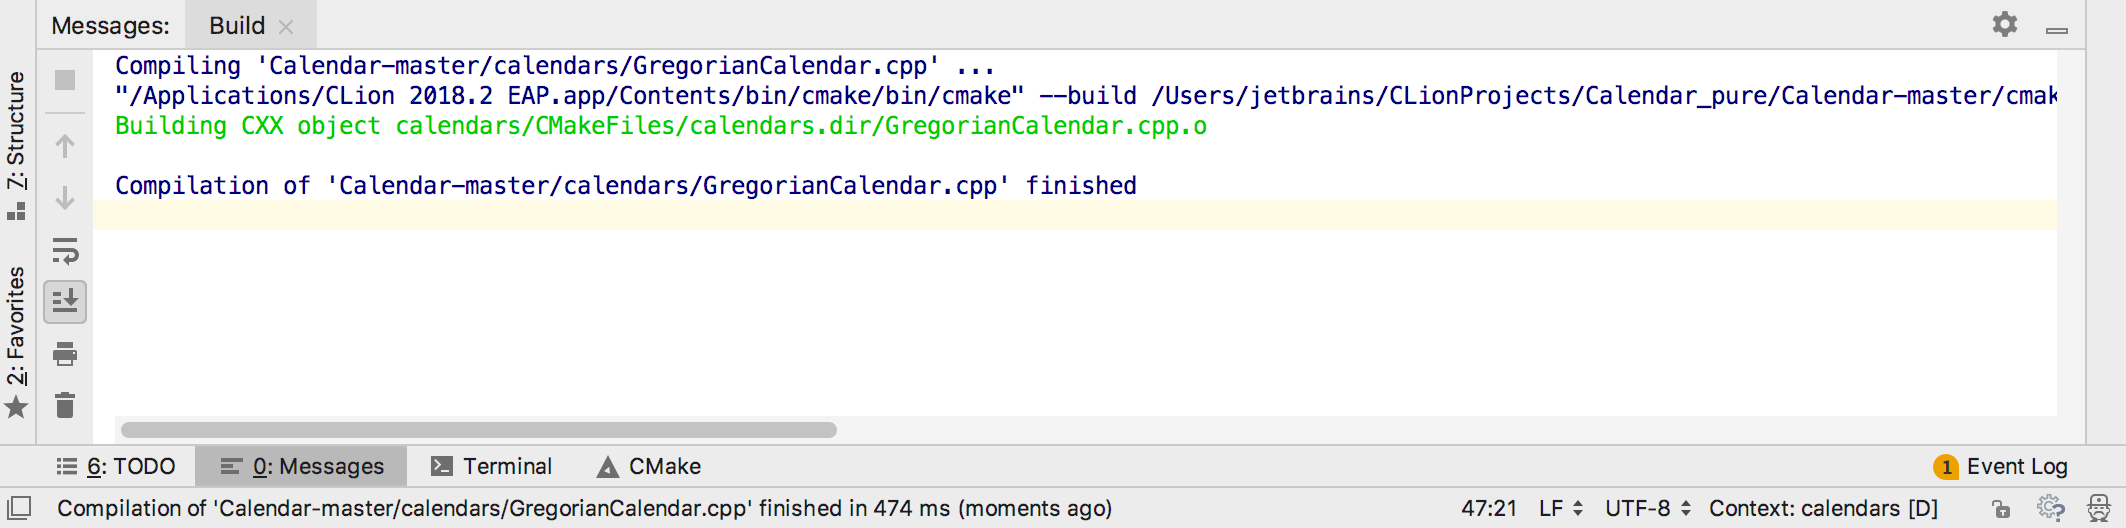 Messages: Build
7: Structure
2: Favorites
Compiling 'Calendar-master/calendars/GregorianCalendar.cpp' ...
"/Applications/CLion 2018.2 EAP.app/Contents/bin/cmake/bin/cmake" --build /Users/jetbrains/CLionProjects/Calendar_pure/Calendar-master/cmak
Building CXX object calendars/CMakeFiles/calendars.dir/GregorianCalendar.cpp.o
Compilation of 'Calendar-master/calendars/GregorianCalendar.cpp' finished
6: TODO 0: Messages Terminal CMake 1 Event Log
Compilation of 'Calendar-master/calendars/GregorianCalendar.cpp' finished in 474 ms (moments ago) 47:21 LF UTF-8 Context: calendars [D]